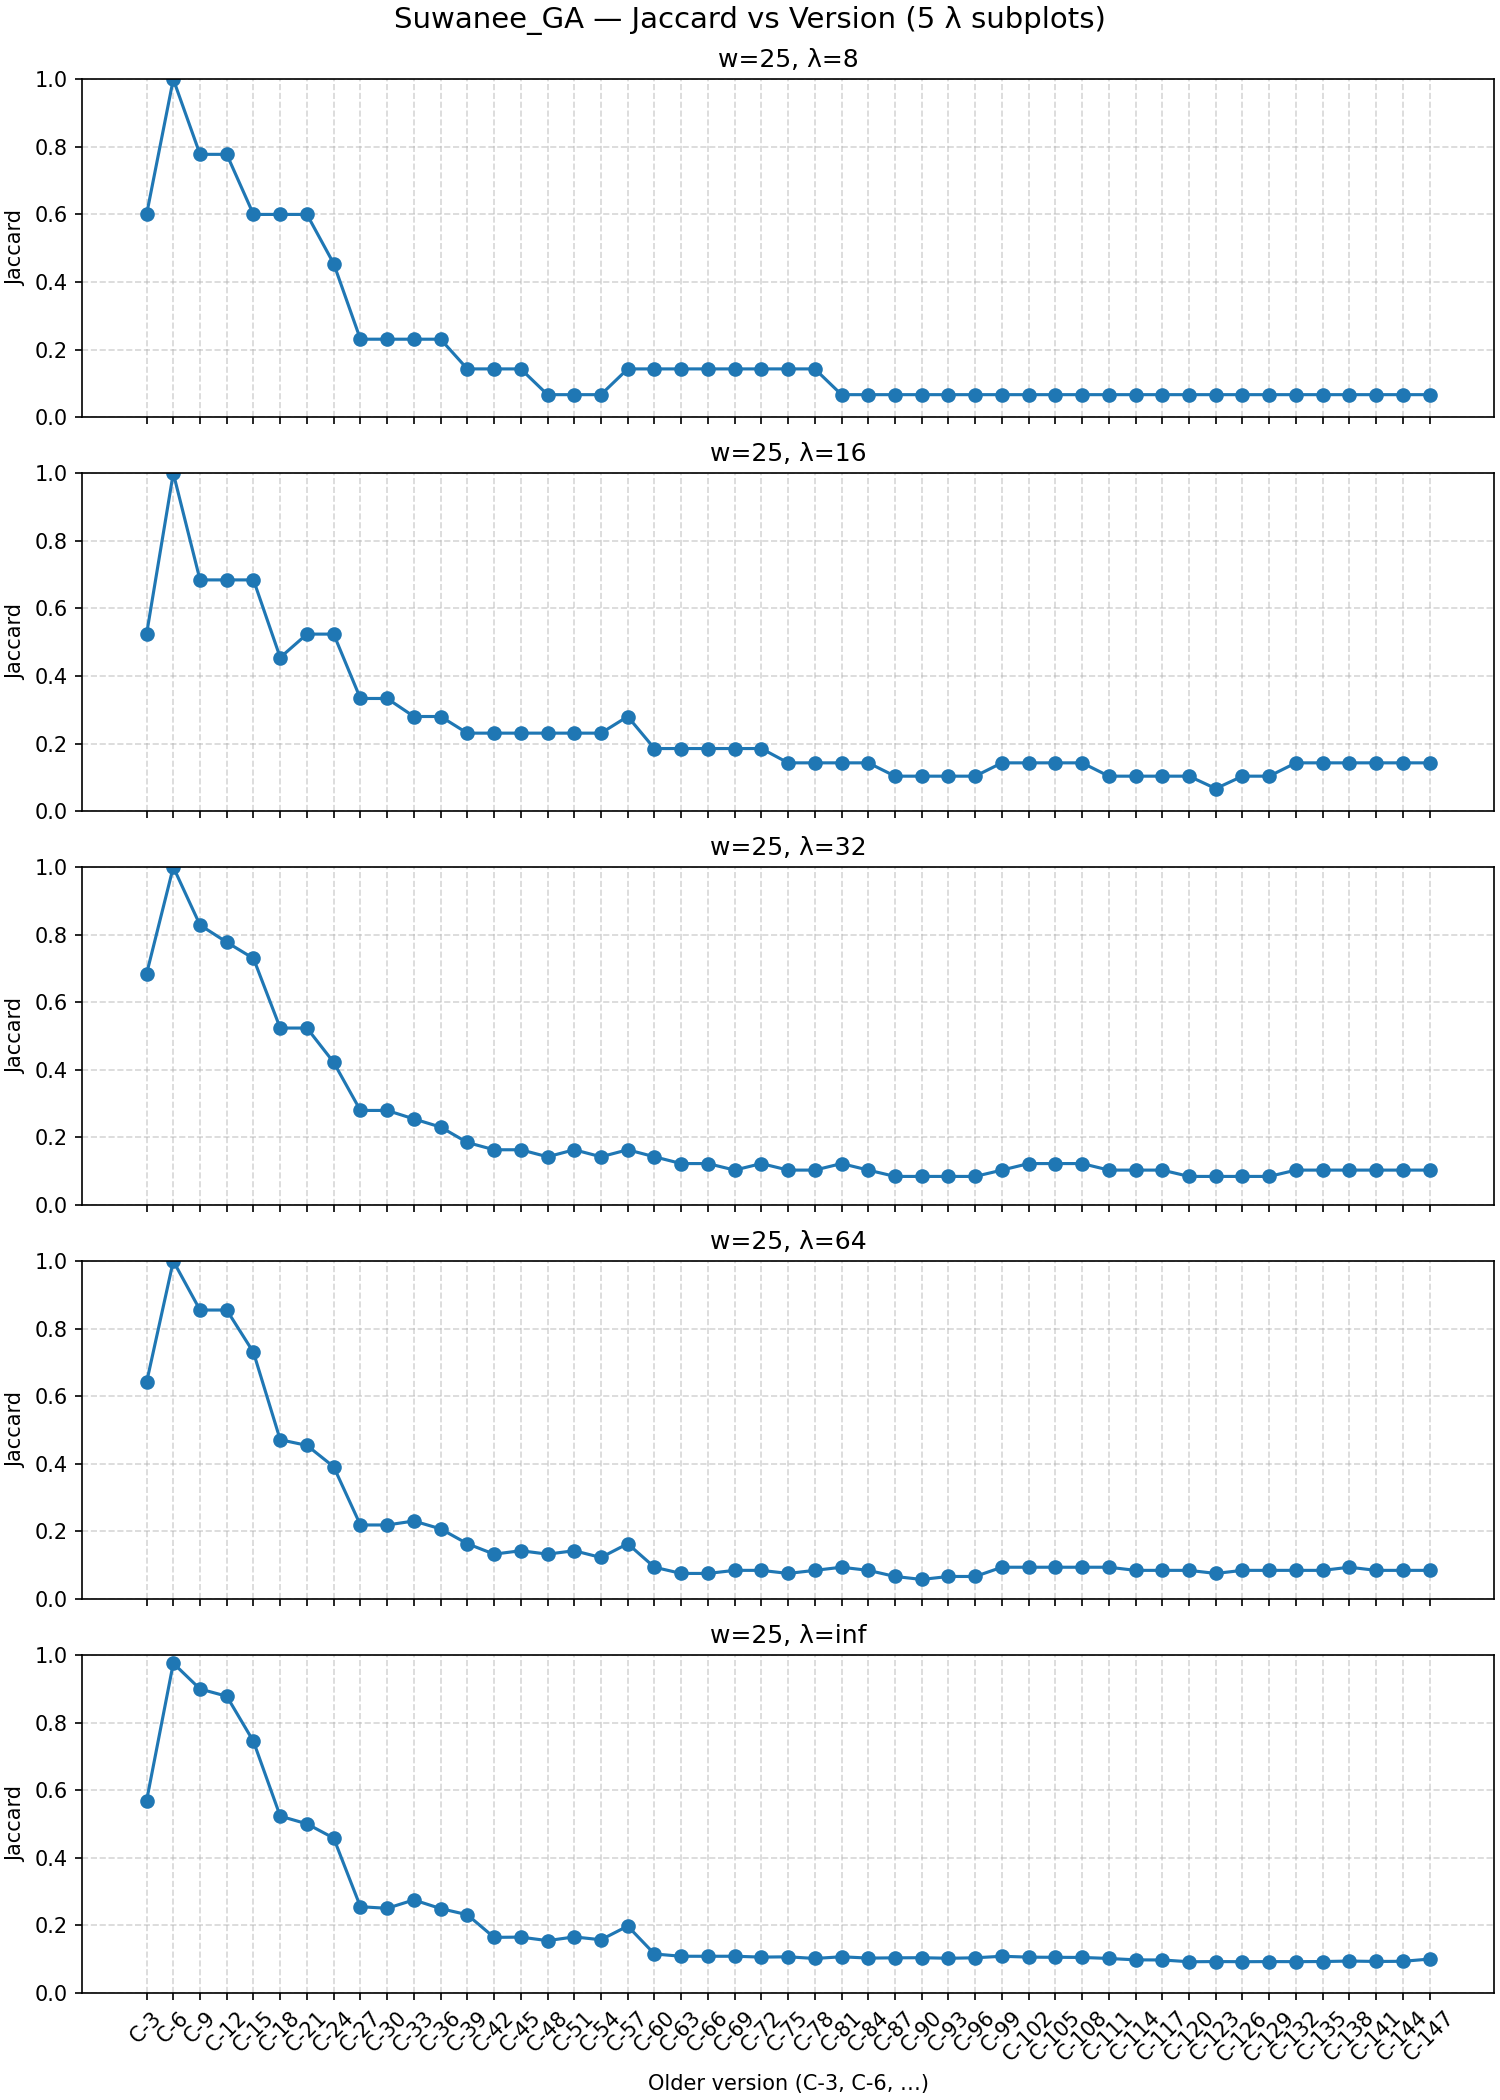 Suwanee_GA — Jaccard vs Version (5 λ subplots)
w=25, λ=8
Jaccard
1.0
0.8
0.6
0.4
0.2
0.0
w=25, λ=16
Jaccard
1.0
0.8
0.6
0.4
0.2
0.0
w=25, λ=32
Jaccard
1.0
0.8
0.6
0.4
0.2
0.0
w=25, λ=64
Jaccard
1.0
0.8
0.6
0.4
0.2
0.0
w=25, λ=inf
Jaccard
1.0
0.8
0.6
0.4
0.2
0.0
C-3
C-6
C-9
C-12
C-15
C-18
C-21
C-24
C-27
C-30
C-33
C-36
C-39
C-42
C-45
C-48
C-51
C-54
C-57
C-60
C-63
C-66
C-69
C-72
C-75
C-78
C-81
C-84
C-87
C-90
C-93
C-96
C-99
C-102
C-105
C-108
C-111
C-114
C-117
C-120
C-123
C-126
C-129
C-132
C-135
C-138
C-141
C-144
C-147
Older version (C-3, C-6, ...)